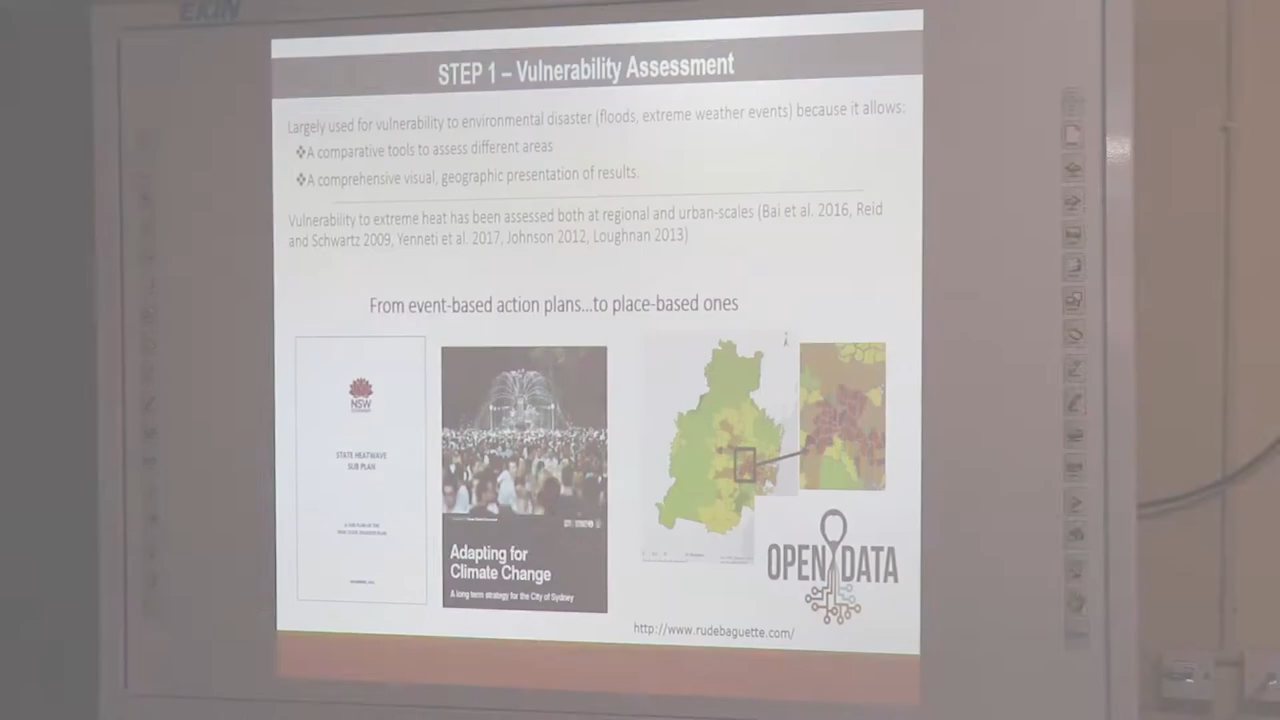 EKIN
STEP 1 – Vulnerability Assessment
Largely used for vulnerability to environmental disaster (floods, extreme weather events) because it allows:
❖A comparative tools to assess different areas
❖A comprehensive visual, geographic presentation of results.
Vulnerability to extreme heat has been assessed both at regional and urban-scales (Bai et al. 2016, Reid
and Schwartz 2009, Yenneti et al. 2017, Johnson 2012, Loughnan 2013)
From event-based action plans...to place-based ones
NSW
STATE HEATWAVE
SUB PLAN
Adapting for
Climate Change
A long term strategy for the City of Sydney
OPEN DATA
http://www.rudebaguette.com/